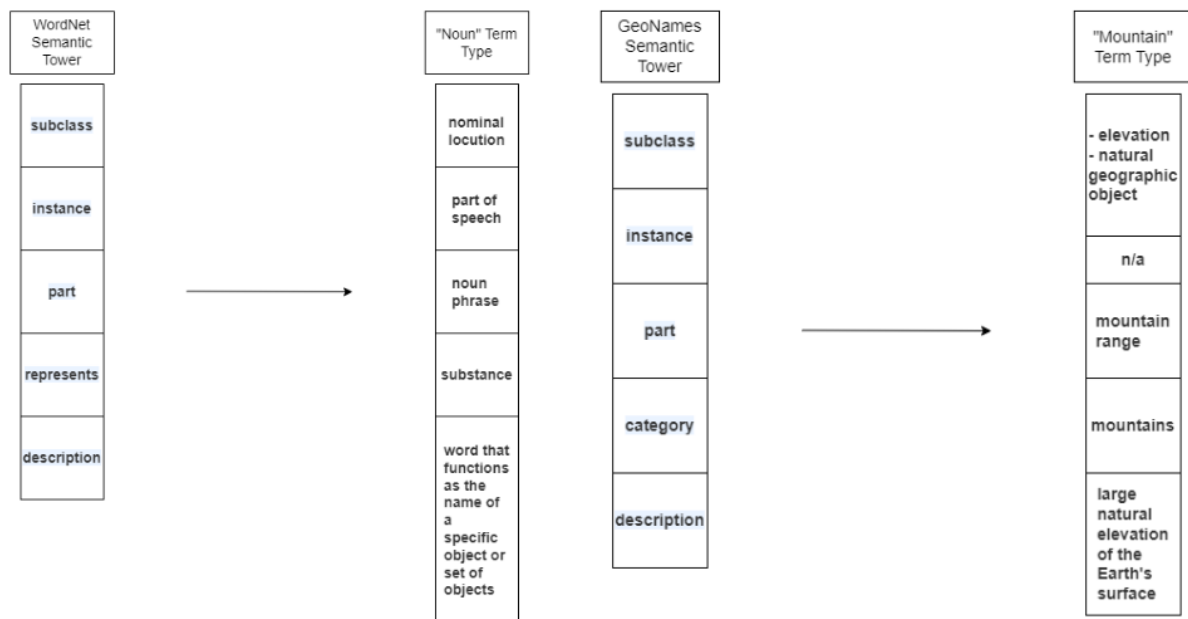 WordNet
Semantic
Tower
subclass
instance
part
represents
description
"Noun" Term
Type
nominal
locution
part of
speech
noun
phrase
substance
word that
functions
as the
name of
a
specific
object or
set of
objects
GeoNames
Semantic
Tower
subclass
instance
part
category
description
"Mountain"
Term Type
- elevation
- natural
geographic
object
n/a
mountain
range
mountains
large
natural
elevation
of the
Earth's
surface